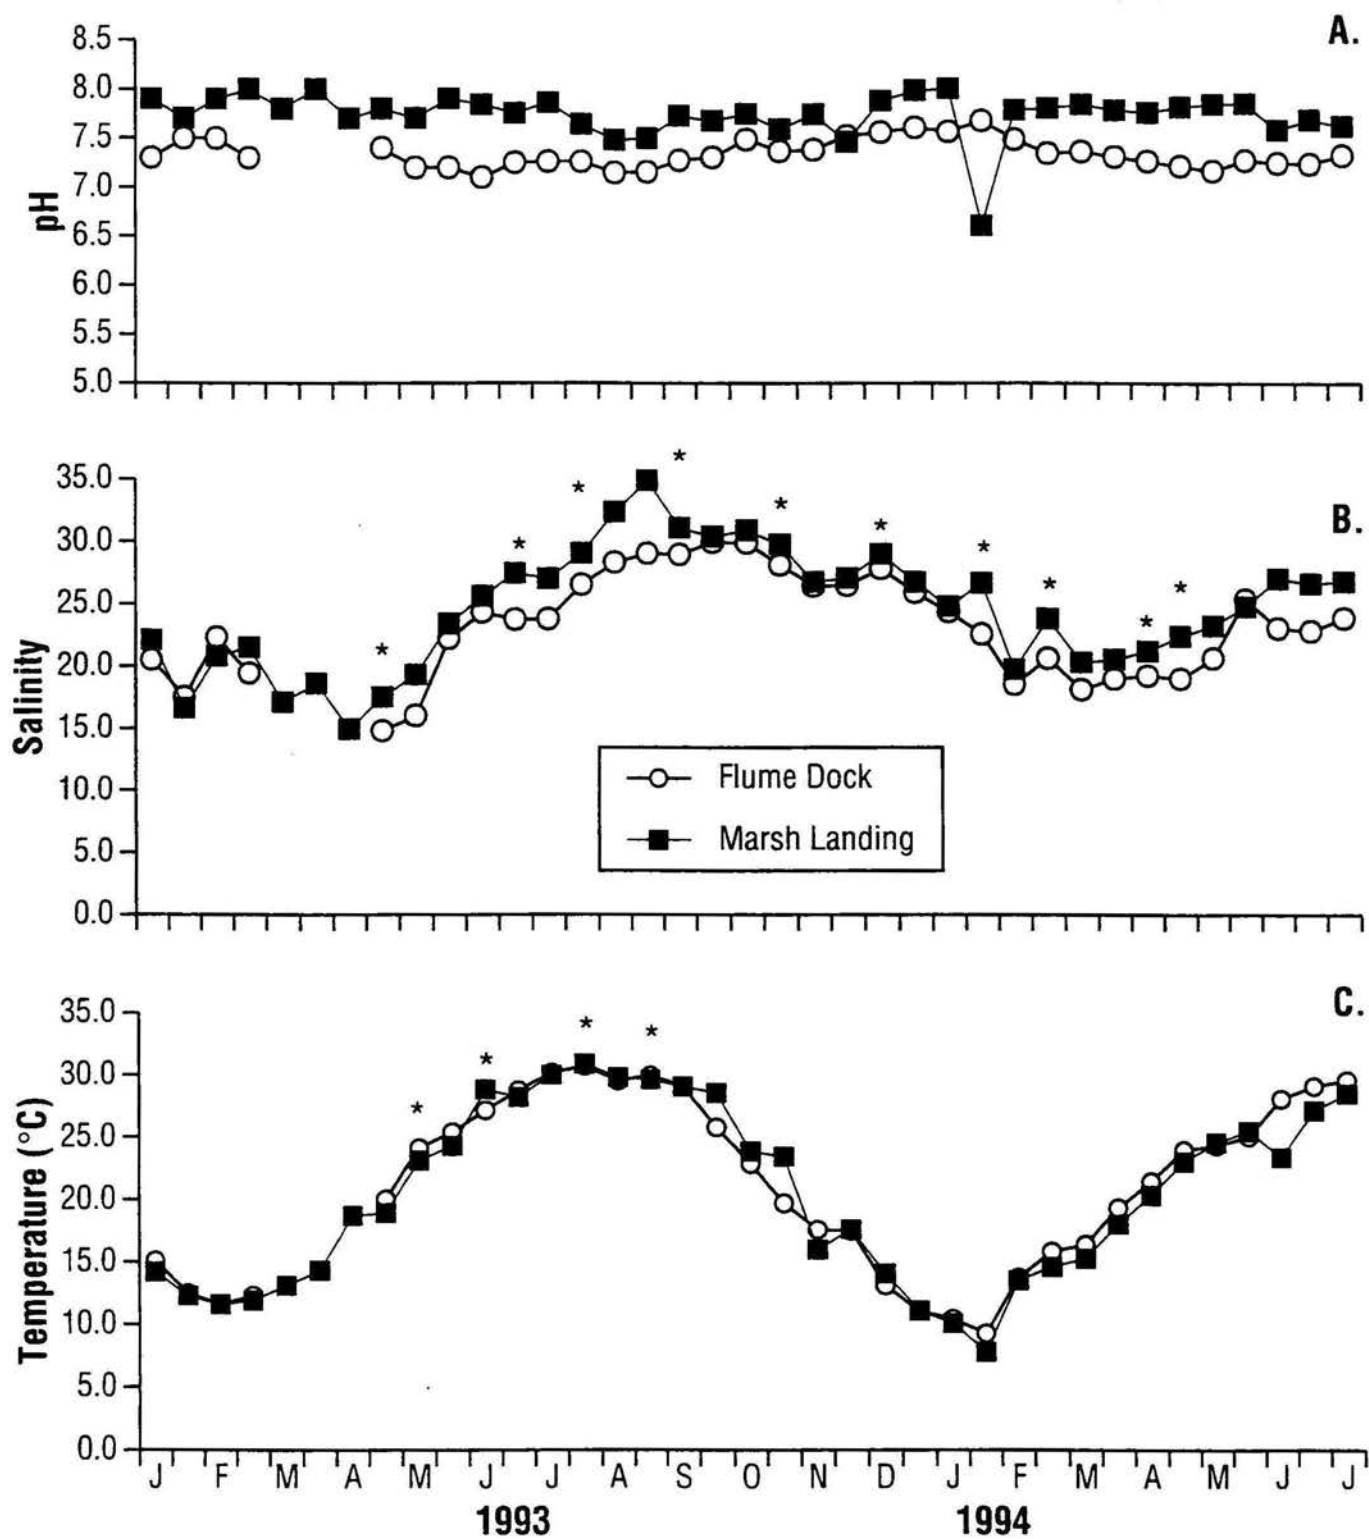 A.
8.5
8.0
7.5
7.0
6.5
6.0
5.5
5.0
pH
B.
35.0
30.0
25.0
20.0
15.0
10.0
5.0
0.0
Salinity
* * * * * * * * * * *
Flume Dock
Marsh Landing
C.
35.0
30.0
25.0
20.0
15.0
10.0
5.0
0.0
Temperature (°C)
* * * *
J F M A M J J A S O N D J F M A M J J
1993 1994